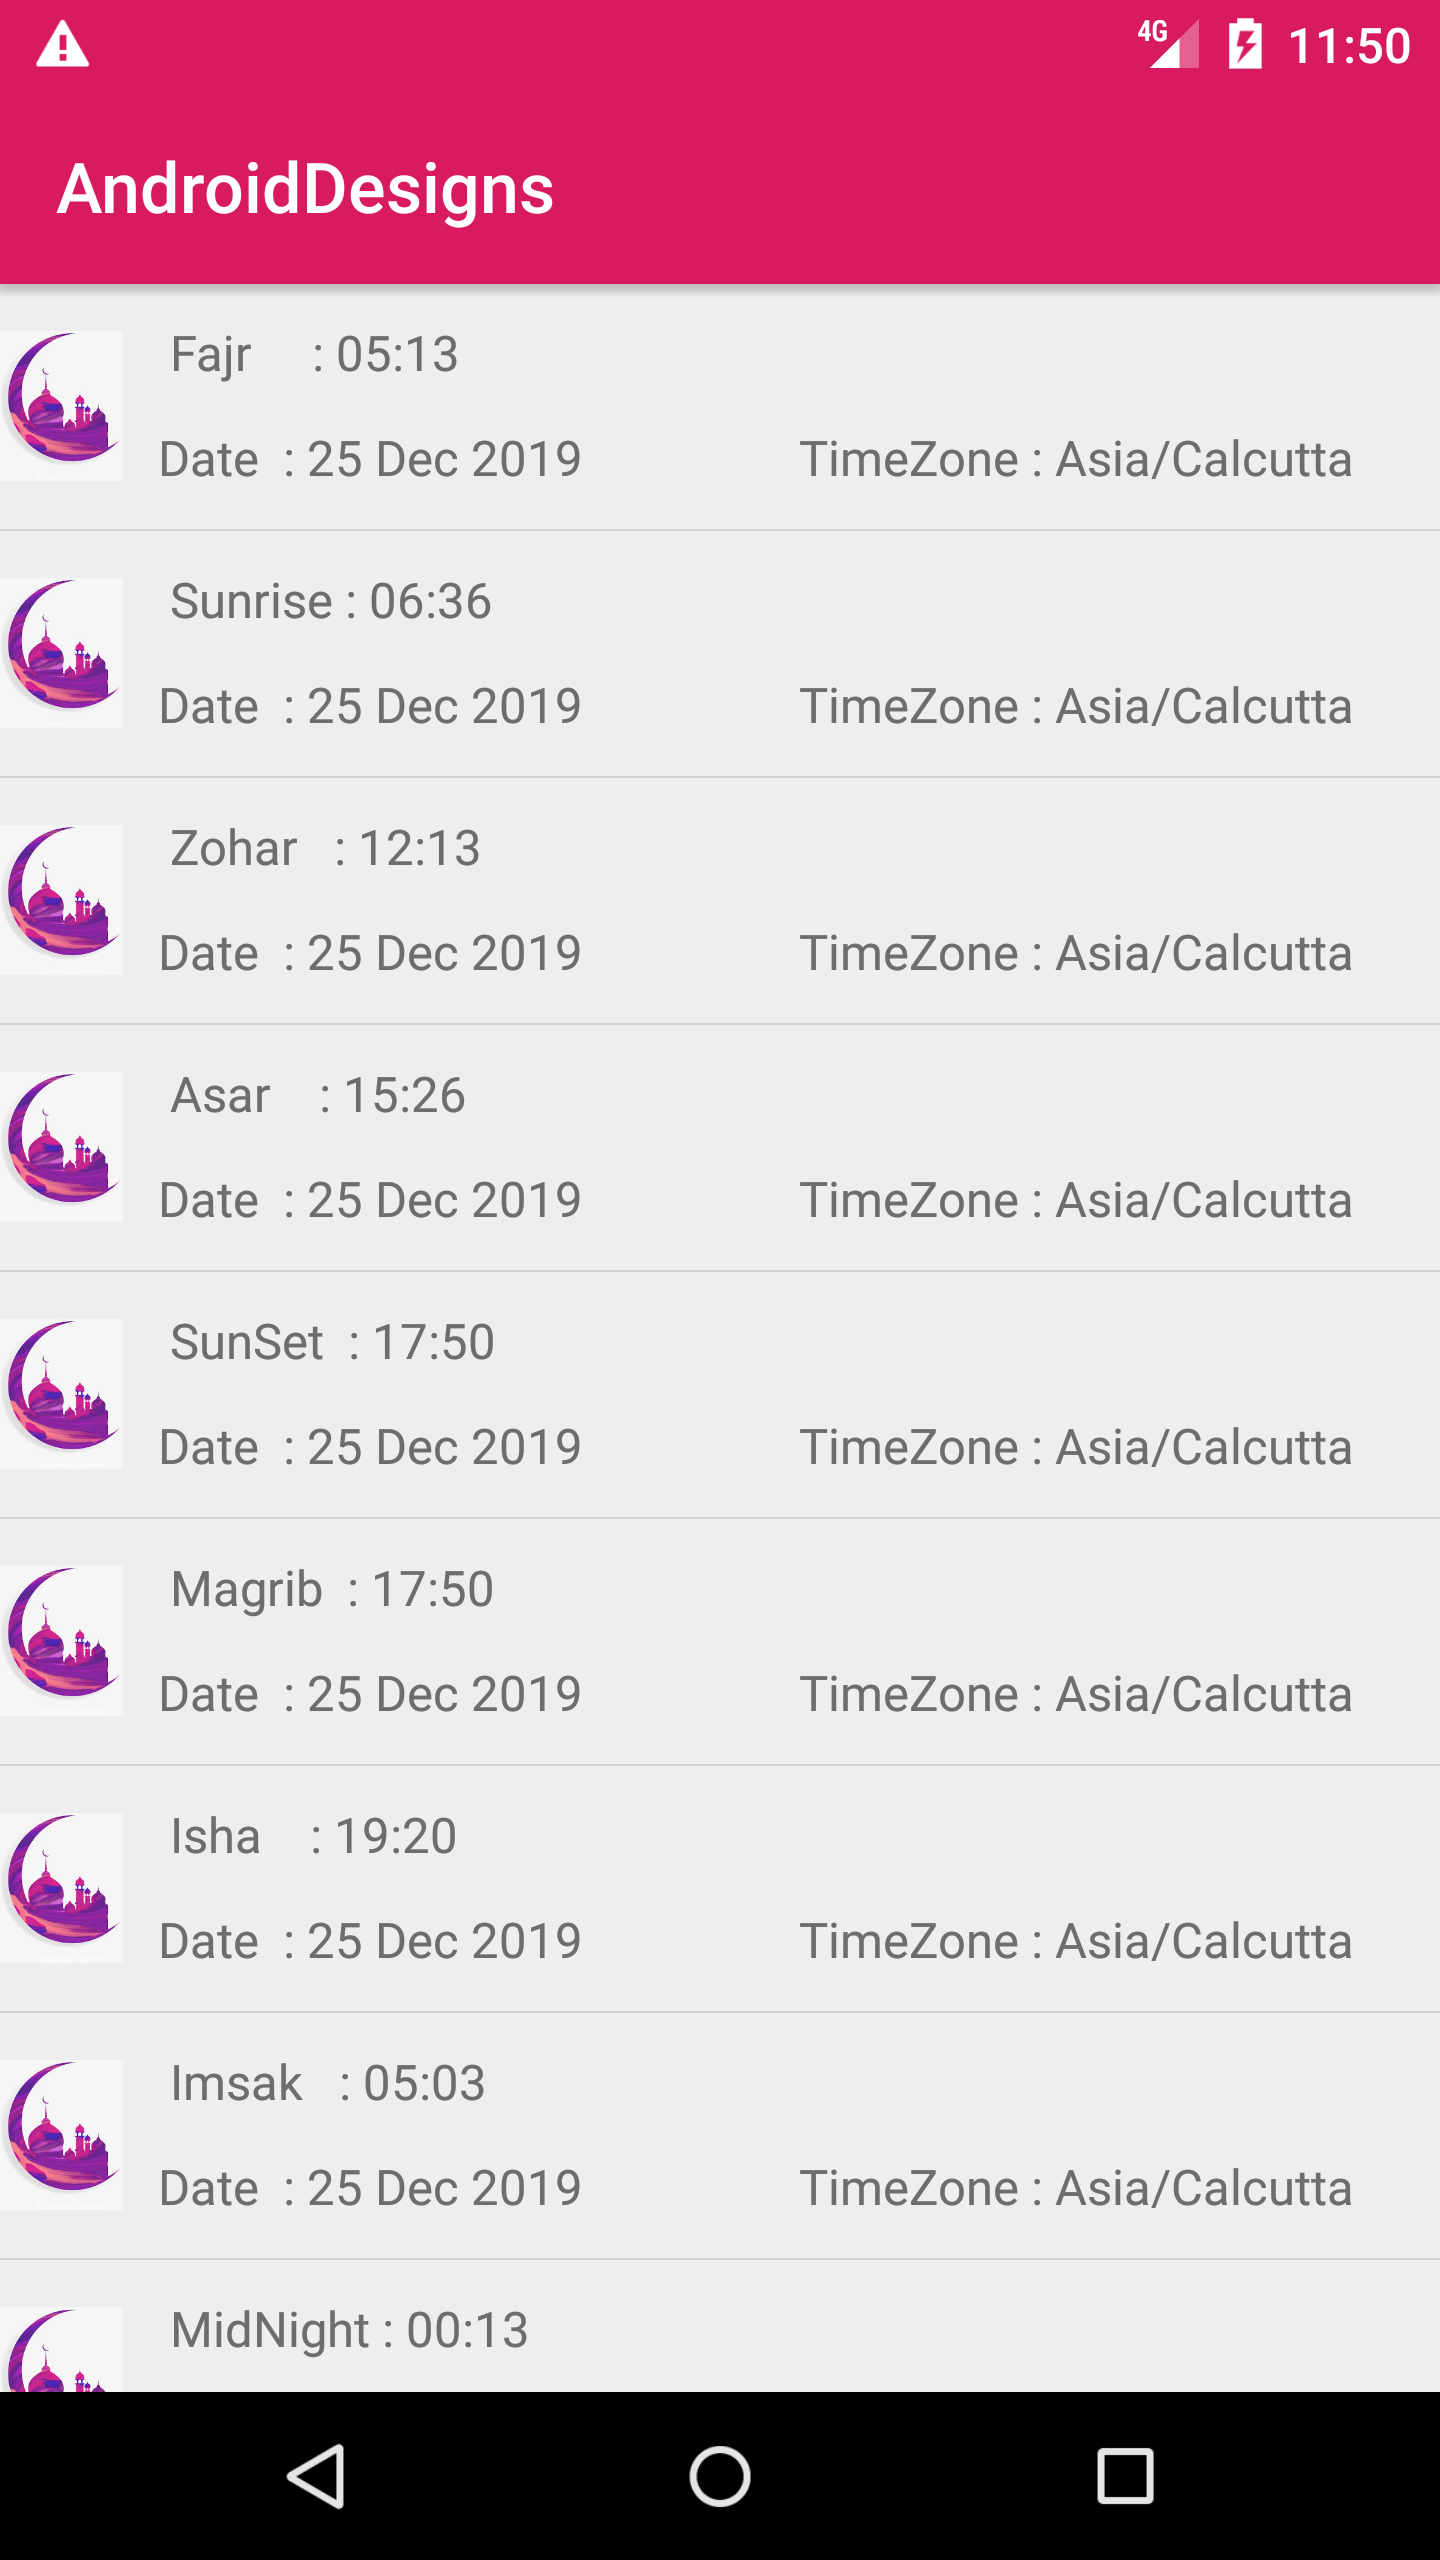 4G 11:50
AndroidDesigns
Fajr : 05:13
Date : 25 Dec 2019 TimeZone : Asia/Calcutta
Sunrise : 06:36
Date : 25 Dec 2019 TimeZone : Asia/Calcutta
Zohar : 12:13
Date : 25 Dec 2019 TimeZone : Asia/Calcutta
Asar : 15:26
Date : 25 Dec 2019 TimeZone : Asia/Calcutta
SunSet : 17:50
Date : 25 Dec 2019 TimeZone : Asia/Calcutta
Magrib : 17:50
Date : 25 Dec 2019 TimeZone : Asia/Calcutta
Isha : 19:20
Date : 25 Dec 2019 TimeZone : Asia/Calcutta
Imsak : 05:03
Date : 25 Dec 2019 TimeZone : Asia/Calcutta
MidNight : 00:13